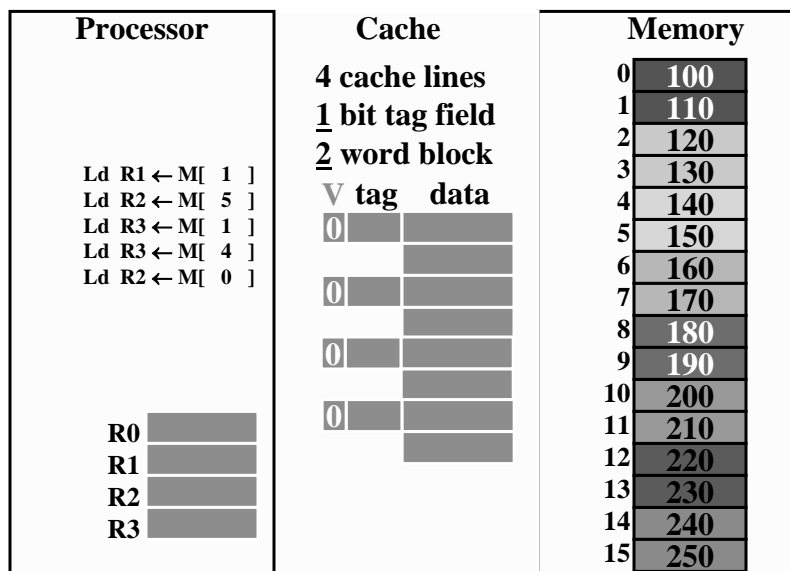 Processor
Ld R1 ← M[ 1 ]
Ld R2 ← M[ 5 ]
Ld R3 ← M[ 1 ]
Ld R3 ← M[ 4 ]
Ld R2 ← M[ 0 ]
R0
R1
R2
R3
Cache
4 cache lines
1 bit tag field
2 word block
V tag data
0
0
0
0
Memory
0 100
1 110
2 120
3 130
4 140
5 150
6 160
7 170
8 180
9 190
10 200
11 210
12 220
13 230
14 240
15 250